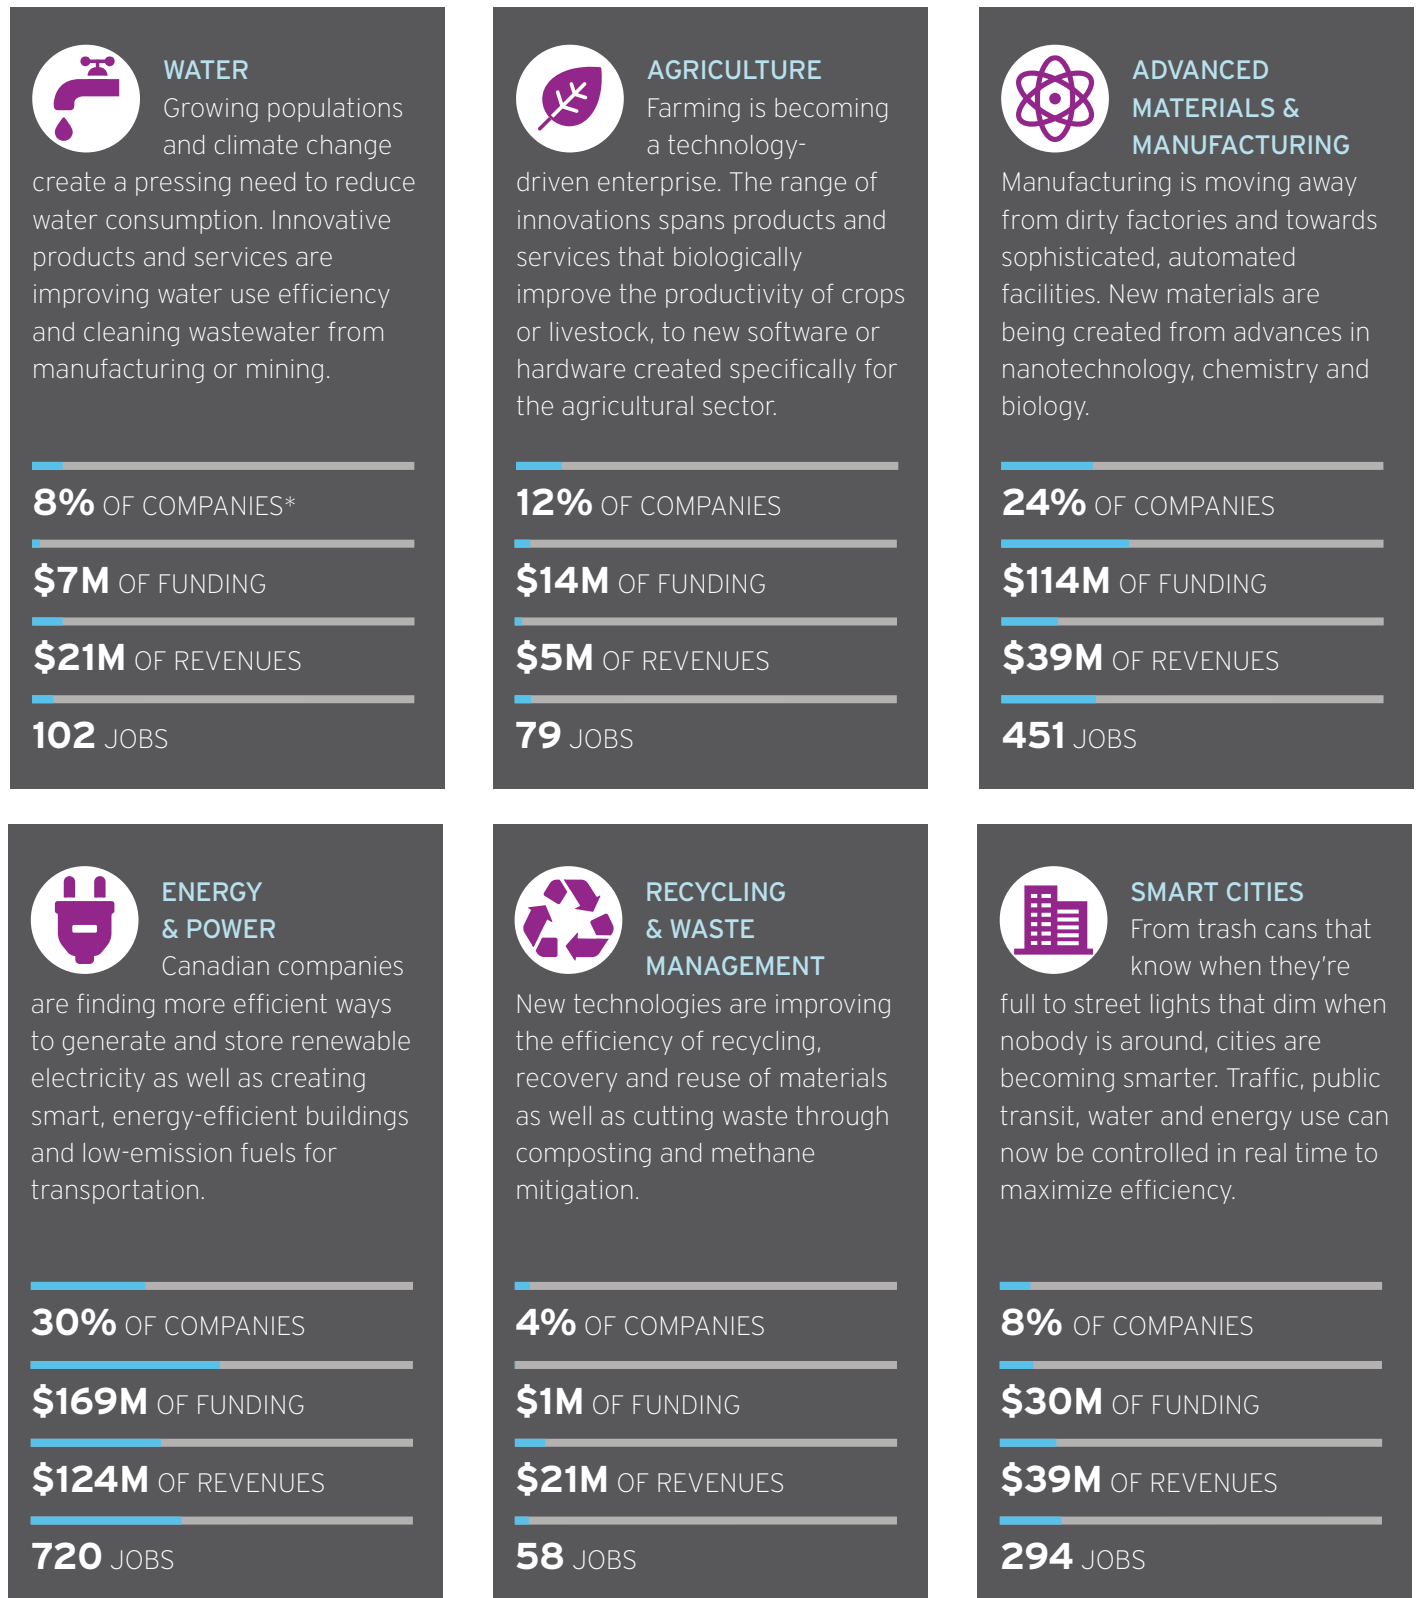 WATER
Growing populations
and climate change
create a pressing need to reduce
water consumption. Innovative
products and services are
improving water use efficiency
and cleaning wastewater from
manufacturing or mining.
8% OF COMPANIES*
$7M OF FUNDING
$21M OF REVENUES
102 JOBS
AGRICULTURE
Farming is becoming
a technology-
driven enterprise. The range of
innovations spans products and
services that biologically
improve the productivity of crops
or livestock, to new software or
hardware created specifically for
the agricultural sector.
12% OF COMPANIES
$14M OF FUNDING
$5M OF REVENUES
79 JOBS
ADVANCED
MATERIALS &
MANUFACTURING
Manufacturing is moving away
from dirty factories and towards
sophisticated, automated
facilities. New materials are
being created from advances in
nanotechnology, chemistry and
biology.
24% OF COMPANIES
$114M OF FUNDING
$39M OF REVENUES
451 JOBS
ENERGY
& POWER
Canadian companies
are finding more efficient ways
to generate and store renewable
electricity as well as creating
smart, energy-efficient buildings
and low-emission fuels for
transportation.
30% OF COMPANIES
$169M OF FUNDING
$124M OF REVENUES
720 JOBS
RECYCLING
& WASTE
MANAGEMENT
New technologies are improving
the efficiency of recycling,
recovery and reuse of materials
as well as cutting waste through
composting and methane
mitigation.
4% OF COMPANIES
$1M OF FUNDING
$21M OF REVENUES
58 JOBS
SMART CITIES
From trash cans that
know when they're
full to street lights that dim when
nobody is around, cities are
becoming smarter. Traffic, public
transit, water and energy use can
now be controlled in real time to
maximize efficiency.
8% OF COMPANIES
$30M OF FUNDING
$39M OF REVENUES
294 JOBS